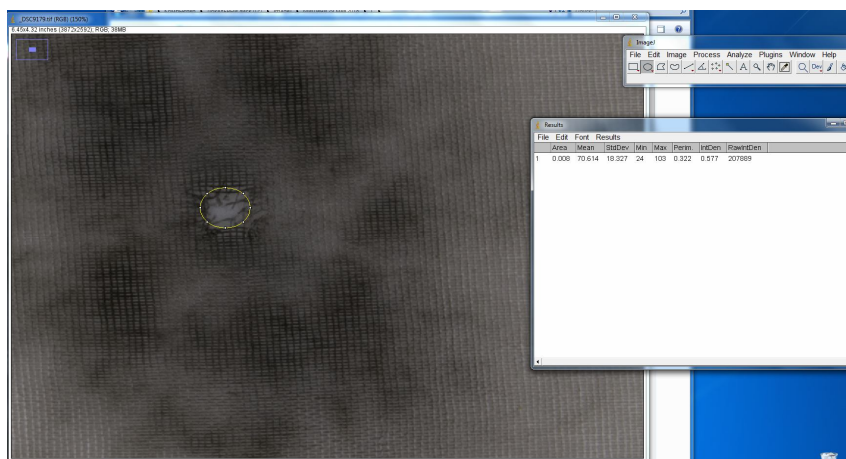 _DSC9179.tif (RGB) (150%)
6.45x4.32 inches (3872x2592); RGB; 38MB
ImageJ
File Edit Image Process Analyze Plugins Window Help
Dev
Results
File Edit Font Results
Area Mean StdDev Min Max Perim. IntDen RawIntDen
1 0.008 70.614 18.327 24 103 0.322 0.577 207889